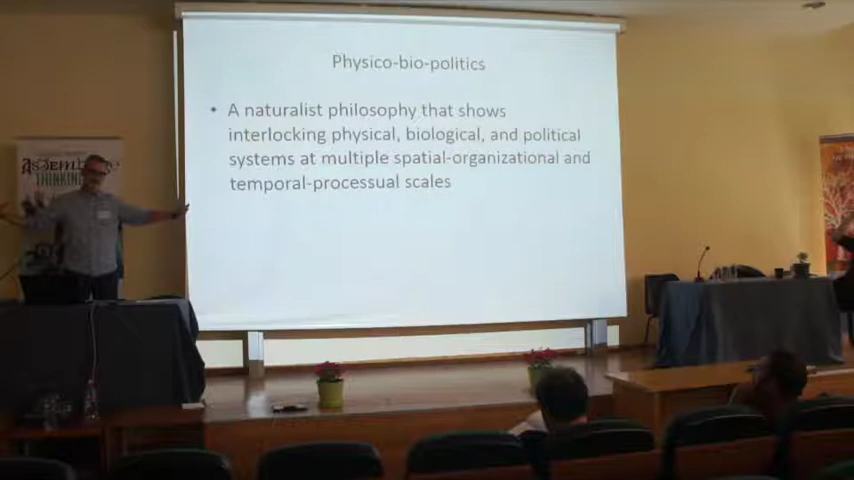 Physico-bio-politics
• A naturalist philosophy that shows
interlocking physical, biological, and political
systems at multiple spatial-organizational and
temporal-processual scales
THINKING